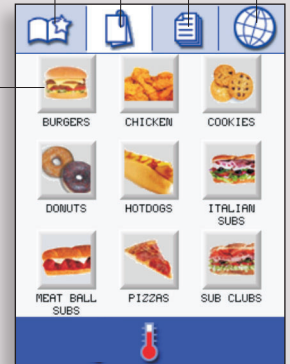 BURGERS CHICKEN COOKIES
DONUTS HOTDOGS ITALIAN
SUBS
MEAT BALL PIZZAS SUB CLUBS
SUBS